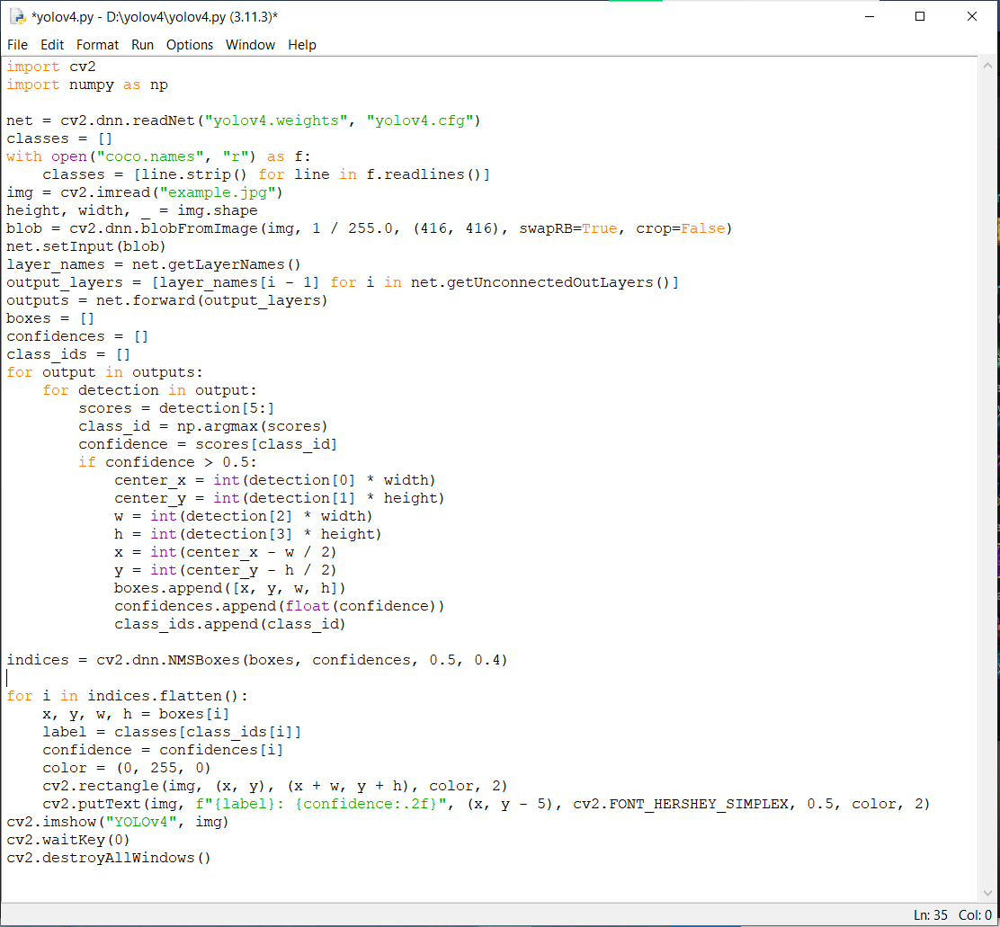 *yolov4.py - D:\yolov4\yolov4.py (3.11.3)*
File Edit Format Run Options Window Help
import cv2
import numpy as np

net = cv2.dnn.readNet("yolov4.weights", "yolov4.cfg")
classes = []
with open("coco.names", "r") as f:
    classes = [line.strip() for line in f.readlines()]
img = cv2.imread("example.jpg")
height, width, _ = img.shape
blob = cv2.dnn.blobFromImage(img, 1 / 255.0, (416, 416), swapRB=True, crop=False)
net.setInput(blob)
layer_names = net.getLayerNames()
output_layers = [layer_names[i - 1] for i in net.getUnconnectedOutLayers()]
outputs = net.forward(output_layers)
boxes = []
confidences = []
class_ids = []
for output in outputs:
    for detection in output:
        scores = detection[5:]
        class_id = np.argmax(scores)
        confidence = scores[class_id]
        if confidence > 0.5:
            center_x = int(detection[0] * width)
            center_y = int(detection[1] * height)
            w = int(detection[2] * width)
            h = int(detection[3] * height)
            x = int(center_x - w / 2)
            y = int(center_y - h / 2)
            boxes.append([x, y, w, h])
            confidences.append(float(confidence))
            class_ids.append(class_id)

indices = cv2.dnn.NMSBoxes(boxes, confidences, 0.5, 0.4)

for i in indices.flatten():
    x, y, w, h = boxes[i]
    label = classes[class_ids[i]]
    confidence = confidences[i]
    color = (0, 255, 0)
    cv2.rectangle(img, (x, y), (x + w, y + h), color, 2)
    cv2.putText(img, f"{label}: {confidence:.2f}", (x, y - 5), cv2.FONT_HERSHEY_SIMPLEX, 0.5, color, 2)
cv2.imshow("YOLOv4", img)
cv2.waitKey(0)
cv2.destroyAllWindows()
Ln: 35 Col: 0